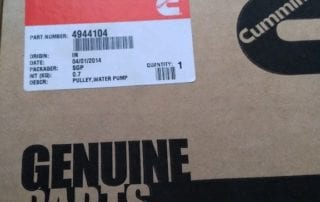 PART NUMBER: 4944104
ORIGIN: IN
DATE: 04/01/2014
PACKAGER: SGP
WT (KG): 0.7
QUANTITY: 1
DESCR: PULLEY,WATER PUMP
Cummin
GENUINE
PARTS